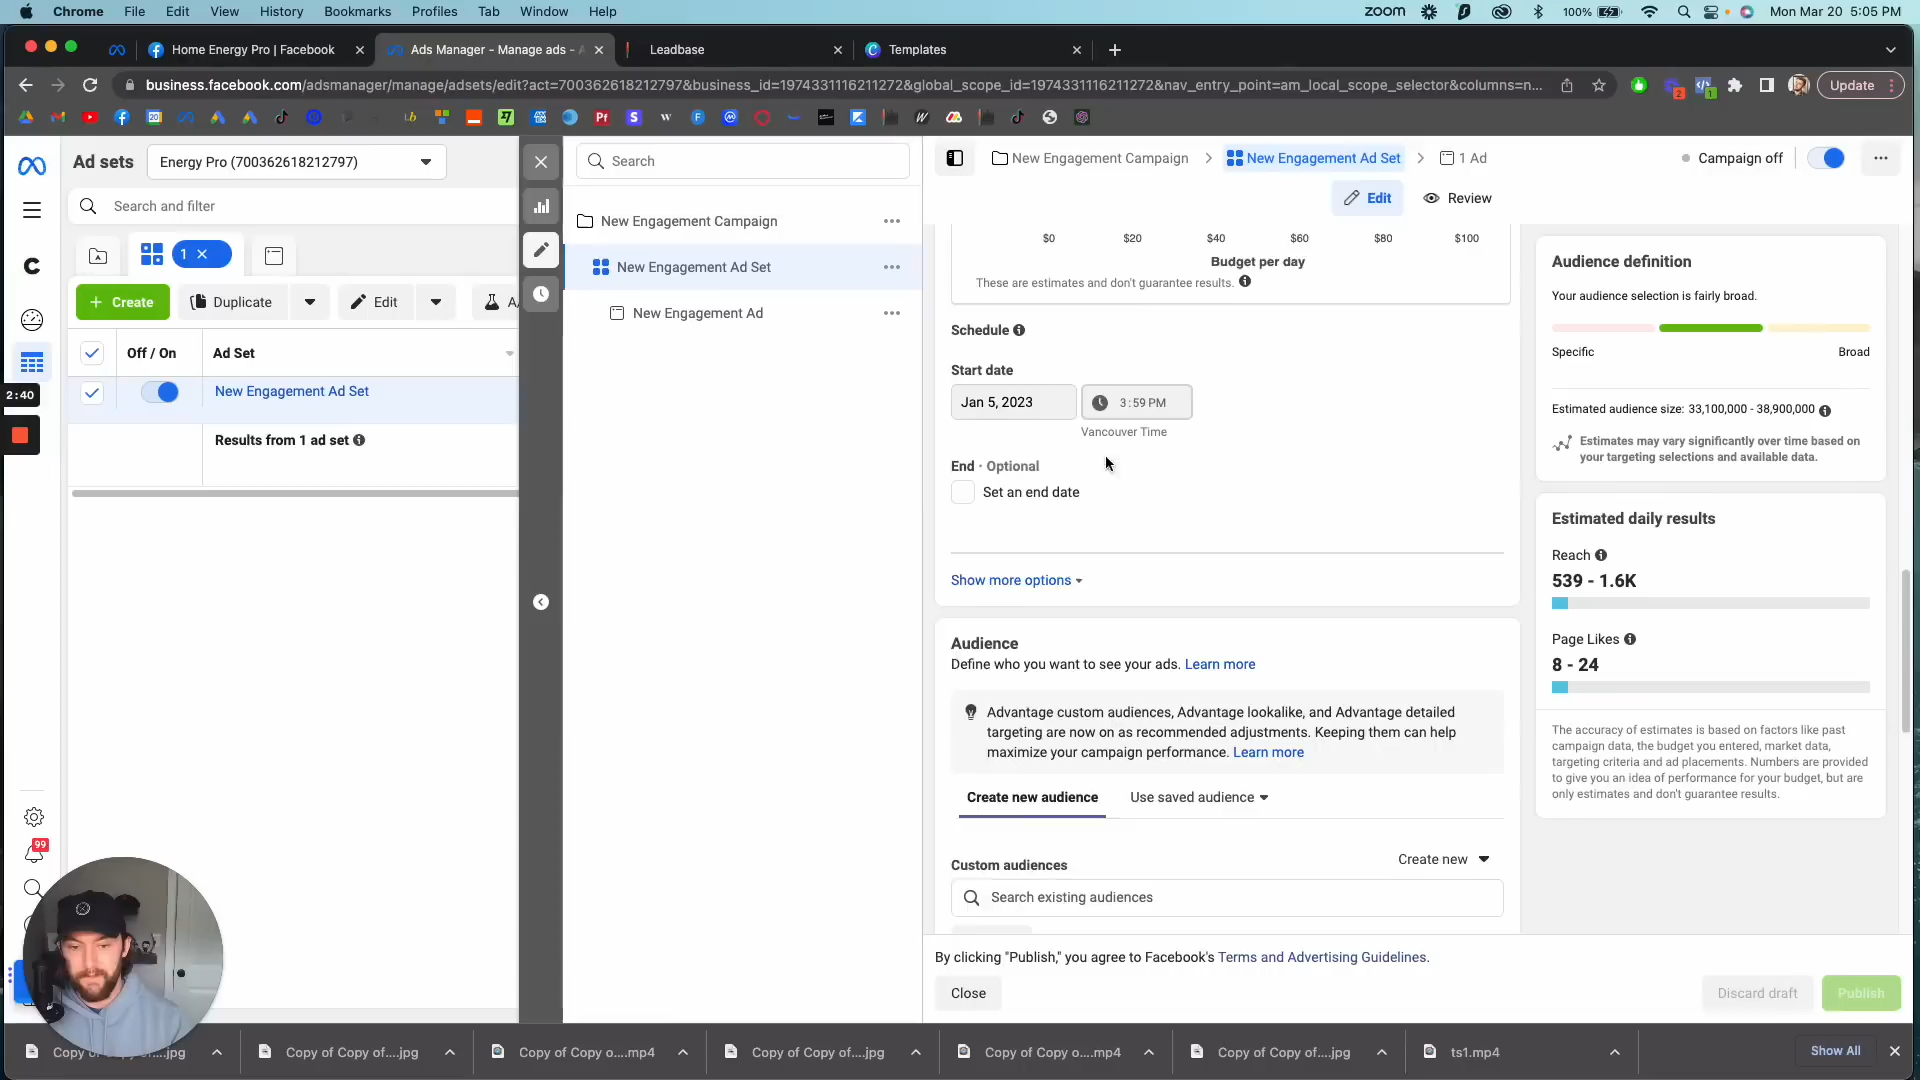 Chrome File Edit View History Bookmarks Profiles Tab Window Help
zoom 100% Mon Mar 20 5:05 PM
Home Energy Pro | Facebook
Ads Manager - Manage ads - A
Leadbase
Templates
business.facebook.com/adsmanager/manage/adsets/edit?act=700362618212797&business_id=1974331116211272&global_scope_id=1974331116211272&nav_entry_point=am_local_scope_selector&columns=n...
2
1
Update
Ad sets
Energy Pro (700362618212797)
Search and filter
1
Create
Duplicate
Edit
A/
Off / On
Ad Set
New Engagement Ad Set
Results from 1 ad set
2:40
99
Search
New Engagement Campaign
New Engagement Ad Set
New Engagement Ad
New Engagement Campaign
New Engagement Ad Set
1 Ad
Campaign off
Edit
Review
$0 $20 $40 $60 $80 $100
Budget per day
These are estimates and don't guarantee results.
Schedule
Start date
Jan 5, 2023
3:59 PM
Vancouver Time
End · Optional
Set an end date
Show more options
Audience
Define who you want to see your ads. Learn more
Advantage custom audiences, Advantage lookalike, and Advantage detailed
targeting are now on as recommended adjustments. Keeping them can help
maximize your campaign performance. Learn more
Create new audience
Use saved audience
Custom audiences
Create new
Search existing audiences
Audience definition
Your audience selection is fairly broad.
Specific
Broad
Estimated audience size: 33,100,000 - 38,900,000
Estimates may vary significantly over time based on
your targeting selections and available data.
Estimated daily results
Reach
539 - 1.6K
Page Likes
8 - 24
The accuracy of estimates is based on factors like past
campaign data, the budget you entered, market data,
targeting criteria and ad placements. Numbers are provided
to give you an idea of performance for your budget, but are
only estimates and don't guarantee results.
By clicking "Publish," you agree to Facebook's Terms and Advertising Guidelines.
Close
Discard draft
Publish
Copy of Copy of....jpg
Copy of Copy o....mp4
Copy of Copy of....jpg
Copy of Copy o....mp4
Copy of Copy of....jpg
ts1.mp4
Show All